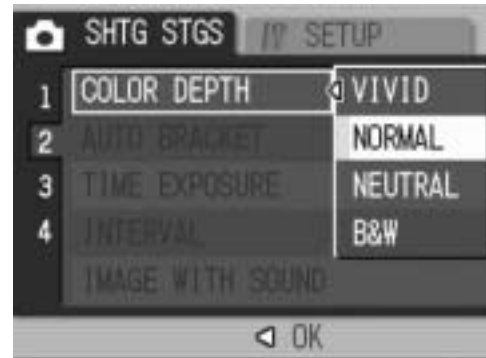 SHTG STGS SETUP
1 COLOR DEPTH VIVID
2 AUTO BRACKET NORMAL
3 TIME EXPOSURE NEUTRAL
4 INTERVAL B&W
IMAGE WITH SOUND
OK